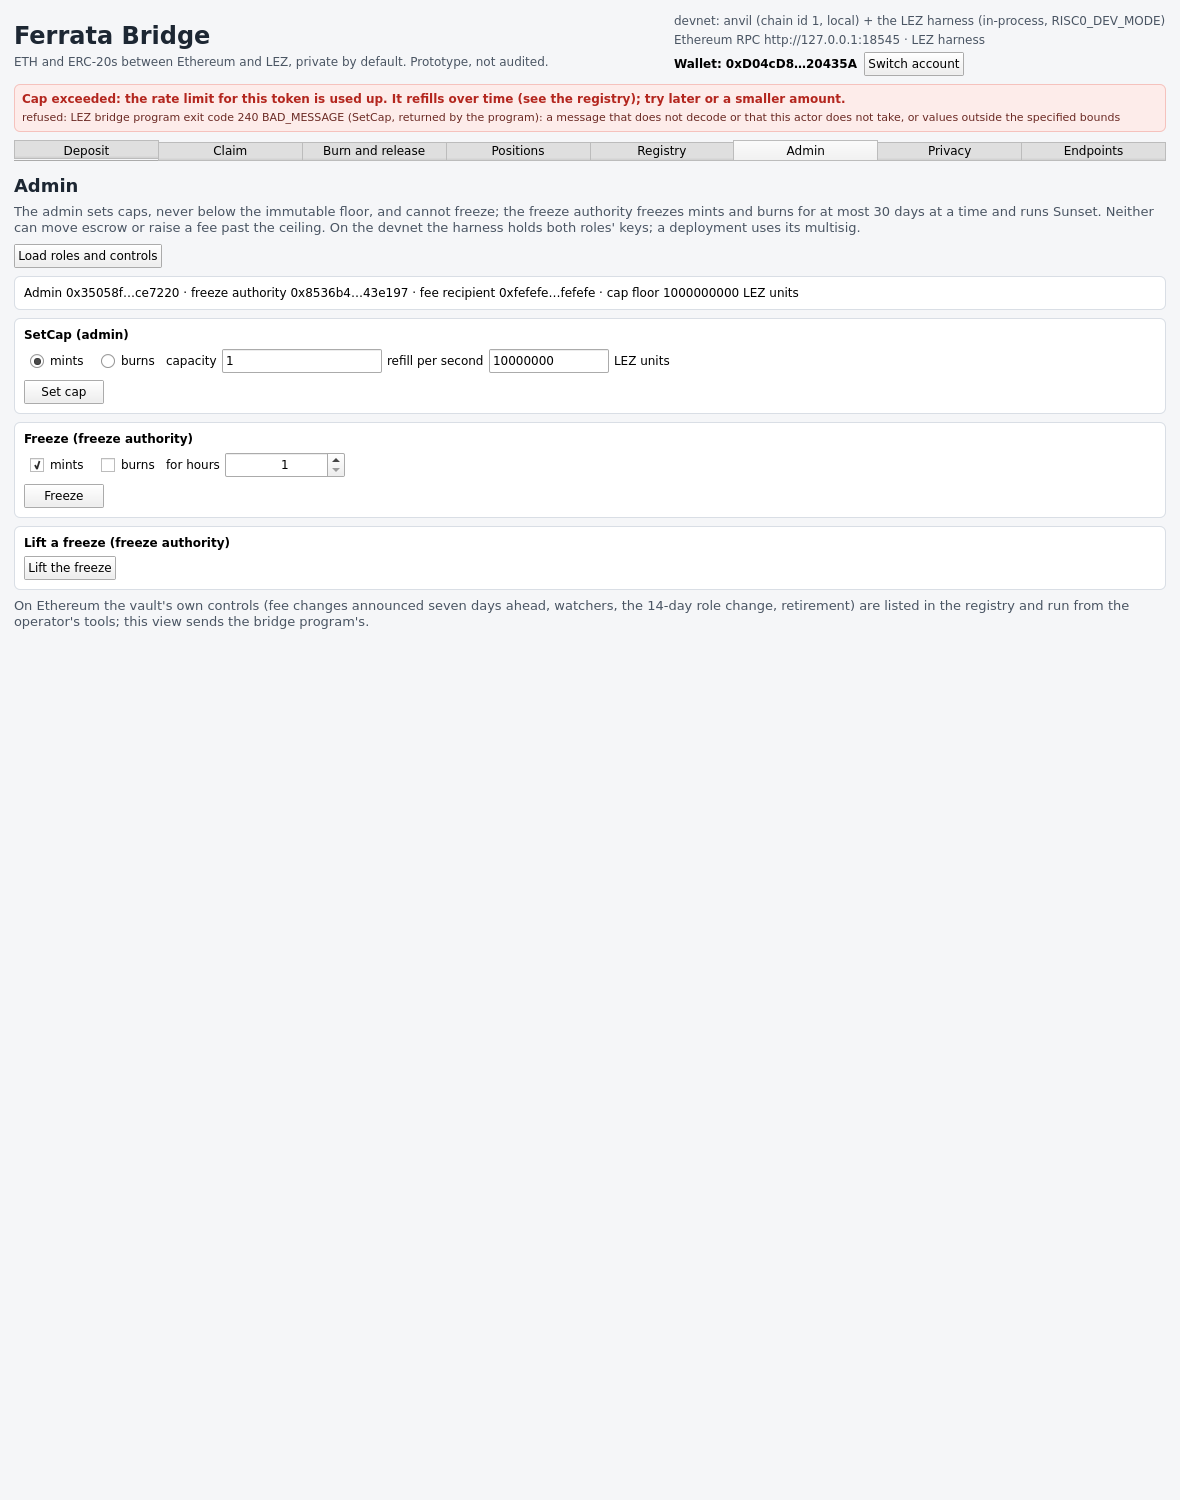 Ferrata Bridge
ETH and ERC-20s between Ethereum and LEZ, private by default. Prototype, not audited.
devnet: anvil (chain id 1, local) + the LEZ harness (in-process, RISC0_DEV_MODE)
Ethereum RPC http://127.0.0.1:18545 · LEZ harness
Wallet: 0xD04cD8…20435A Switch account
Cap exceeded: the rate limit for this token is used up. It refills over time (see the registry); try later or a smaller amount.
refused: LEZ bridge program exit code 240 BAD_MESSAGE (SetCap, returned by the program): a message that does not decode or that this actor does not take, or values outside the specified bounds
Deposit Claim Burn and release Positions Registry Admin Privacy Endpoints
Admin
The admin sets caps, never below the immutable floor, and cannot freeze; the freeze authority freezes mints and burns for at most 30 days at a time and runs Sunset. Neither
can move escrow or raise a fee past the ceiling. On the devnet the harness holds both roles' keys; a deployment uses its multisig.
Load roles and controls
Admin 0x35058f…ce7220 · freeze authority 0x8536b4…43e197 · fee recipient 0xfefefe…fefefe · cap floor 1000000000 LEZ units
SetCap (admin)
mints burns capacity 1 refill per second 10000000 LEZ units
Set cap
Freeze (freeze authority)
mints burns for hours 1
Freeze
Lift a freeze (freeze authority)
Lift the freeze
On Ethereum the vault's own controls (fee changes announced seven days ahead, watchers, the 14-day role change, retirement) are listed in the registry and run from the
operator's tools; this view sends the bridge program's.